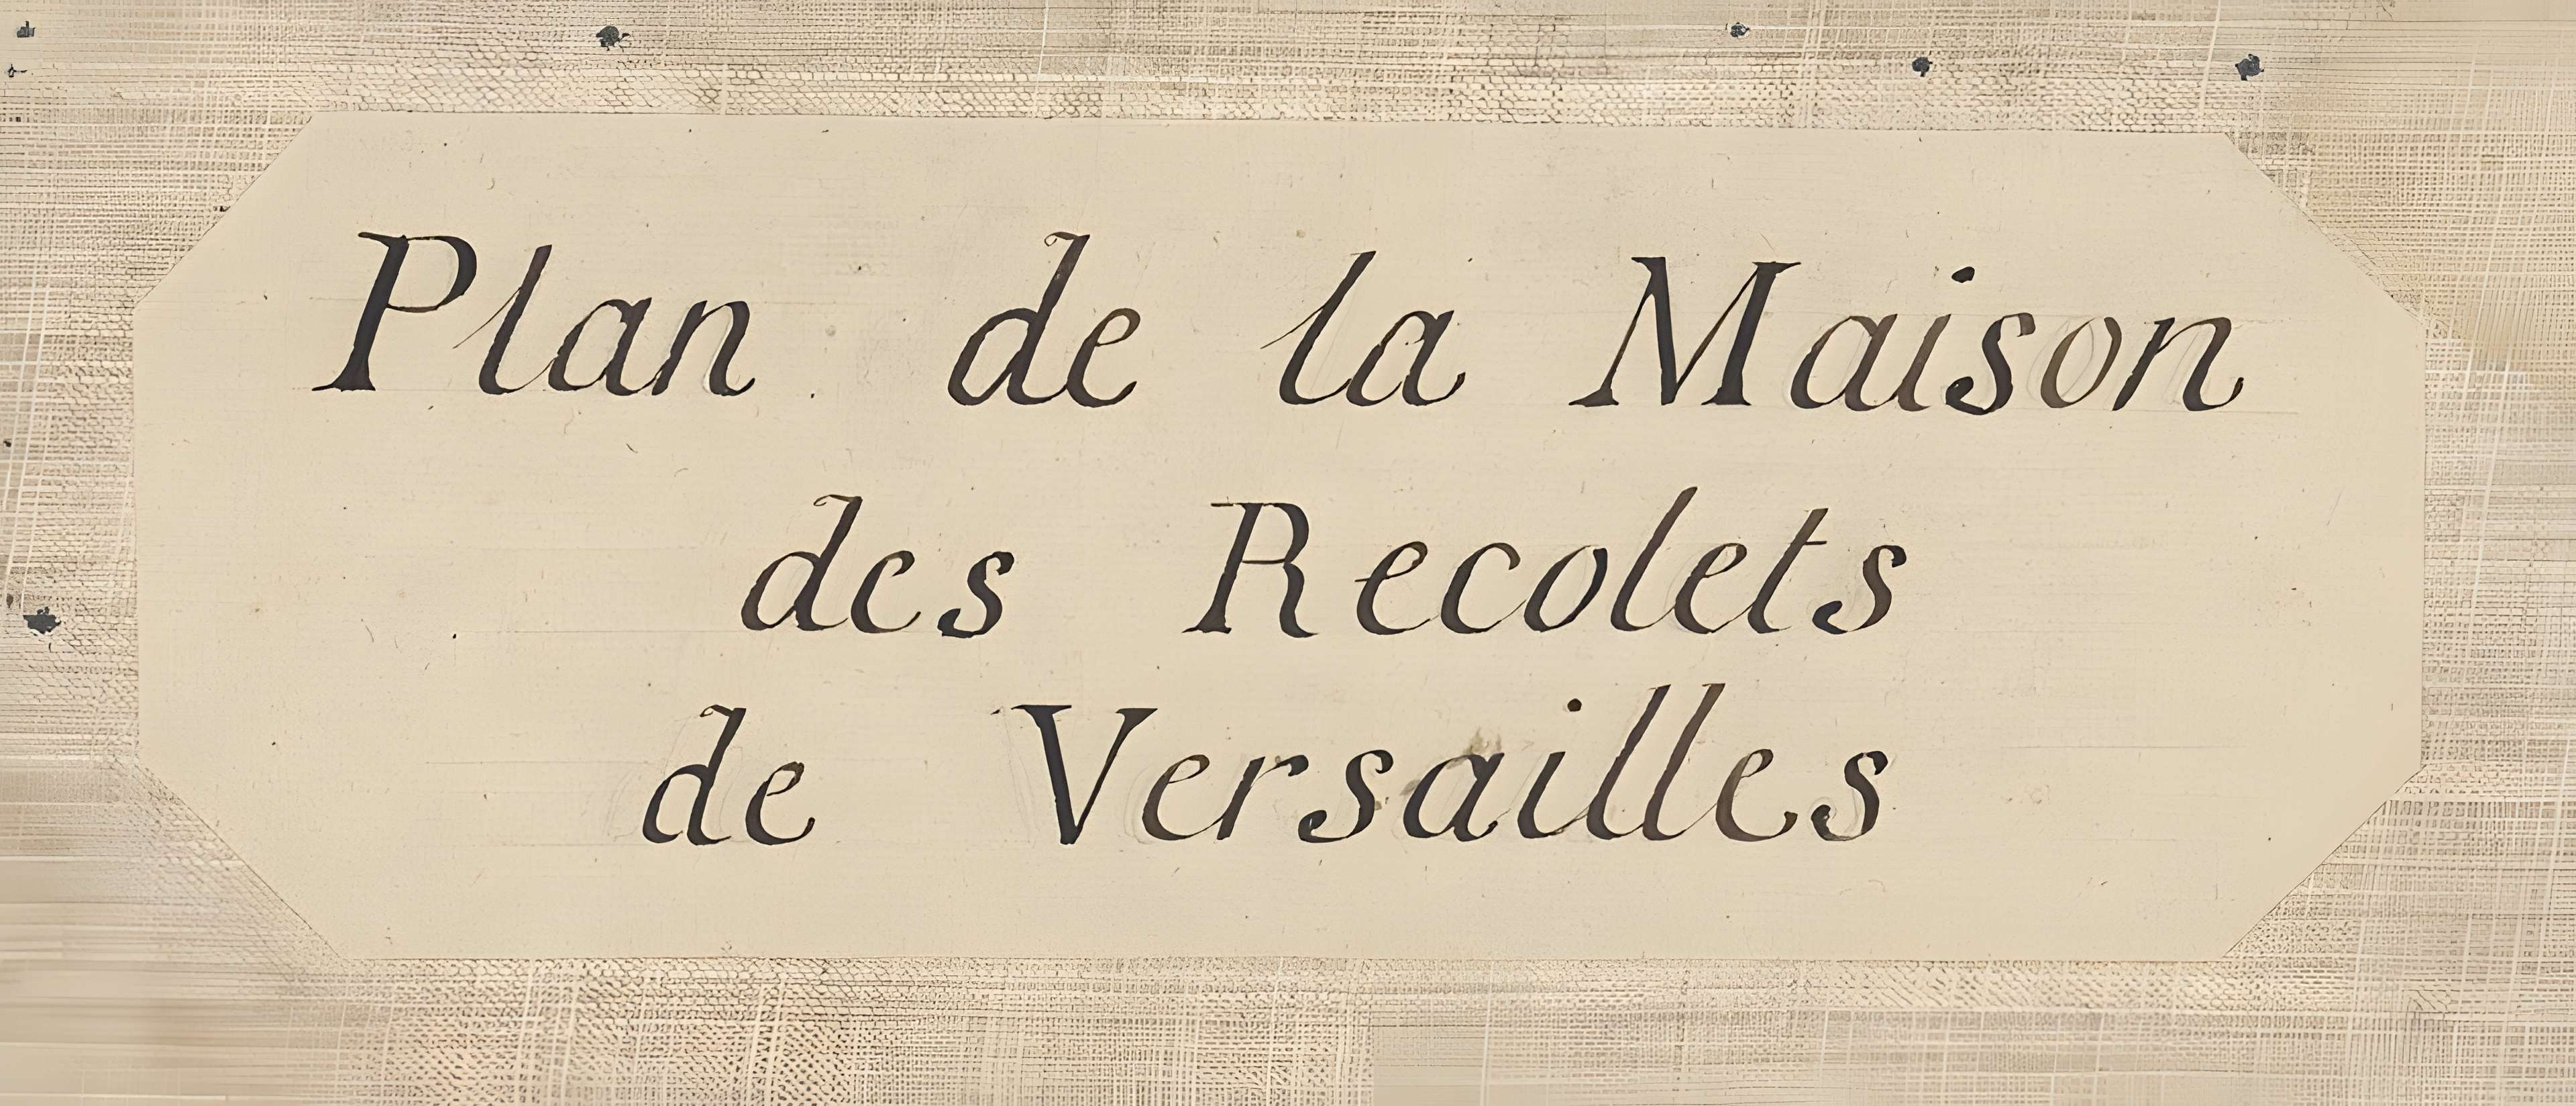 Plan de la Maison
des Recolets
de Versailles